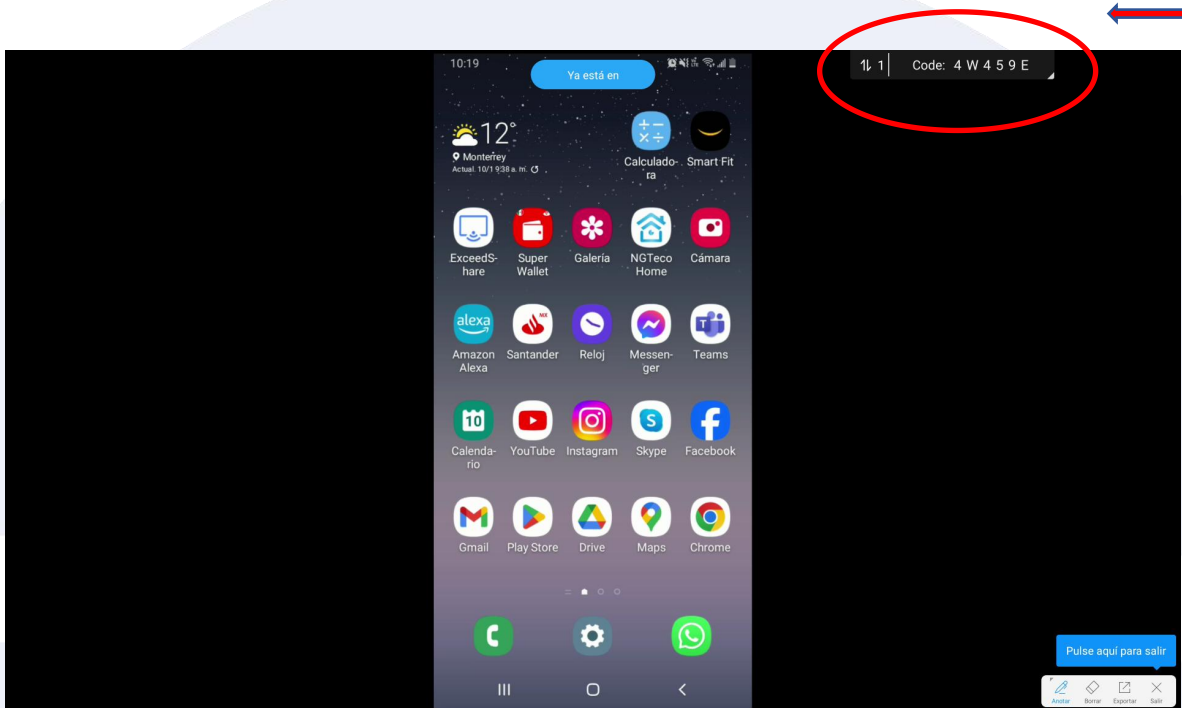 10:19
Ya está en
1 Code: 4 W 4 5 9 E
12°
Monterrey
Actual. 10/1 9:38 a. m.
Calculado-
ra
Smart Fit
ExceedS-
hare
Super
Wallet
Galería
NGTeco
Home
Cámara
alexa
MX
Amazon
Alexa
Santander
Reloj
Messen-
ger
Teams
10
Calenda-
rio
YouTube
Instagram
Skype
Facebook
Gmail
Play Store
Drive
Maps
Chrome
Pulse aquí para salir
Anotar Borrar Exportar Salir